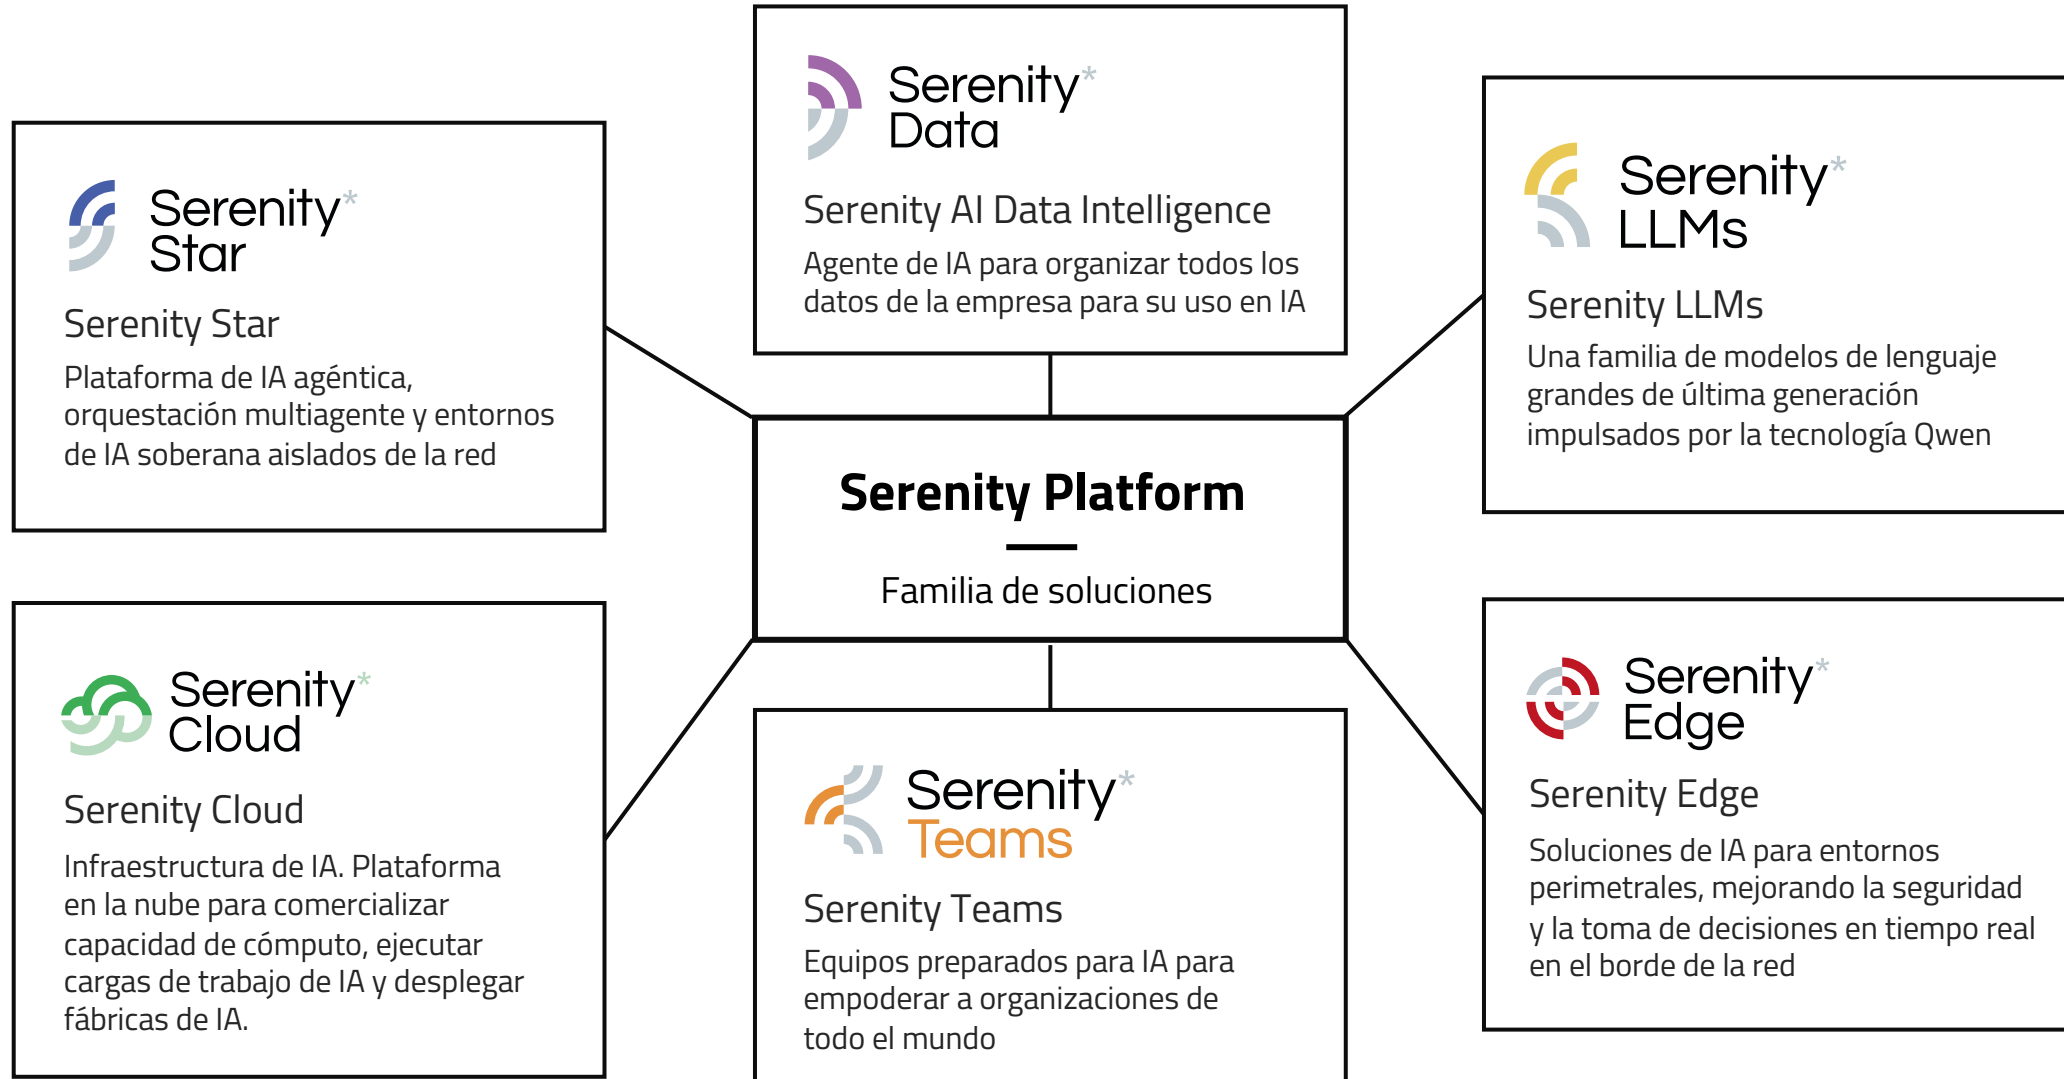 Serenity*
Star
Serenity Star
Plataforma de IA agéntica,
orquestación multiagente y entornos
de IA soberana aislados de la red
Serenity*
Data
Serenity AI Data Intelligence
Agente de IA para organizar todos los
datos de la empresa para su uso en IA
Serenity*
LLMs
Serenity LLMs
Una familia de modelos de lenguaje
grandes de última generación
impulsados por la tecnología Qwen
Serenity Platform
Familia de soluciones
Serenity*
Cloud
Serenity Cloud
Infraestructura de IA. Plataforma
en la nube para comercializar
capacidad de cómputo, ejecutar
cargas de trabajo de IA y desplegar
fábricas de IA.
Serenity*
Teams
Serenity Teams
Equipos preparados para IA para
empoderar a organizaciones de
todo el mundo
Serenity*
Edge
Serenity Edge
Soluciones de IA para entornos
perimetrales, mejorando la seguridad
y la toma de decisiones en tiempo real
en el borde de la red